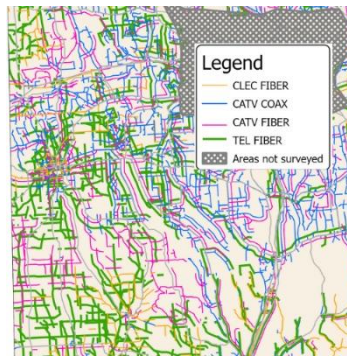 Legend
CLEC FIBER
CATV COAX
CATV FIBER
TEL FIBER
Areas not surveyed